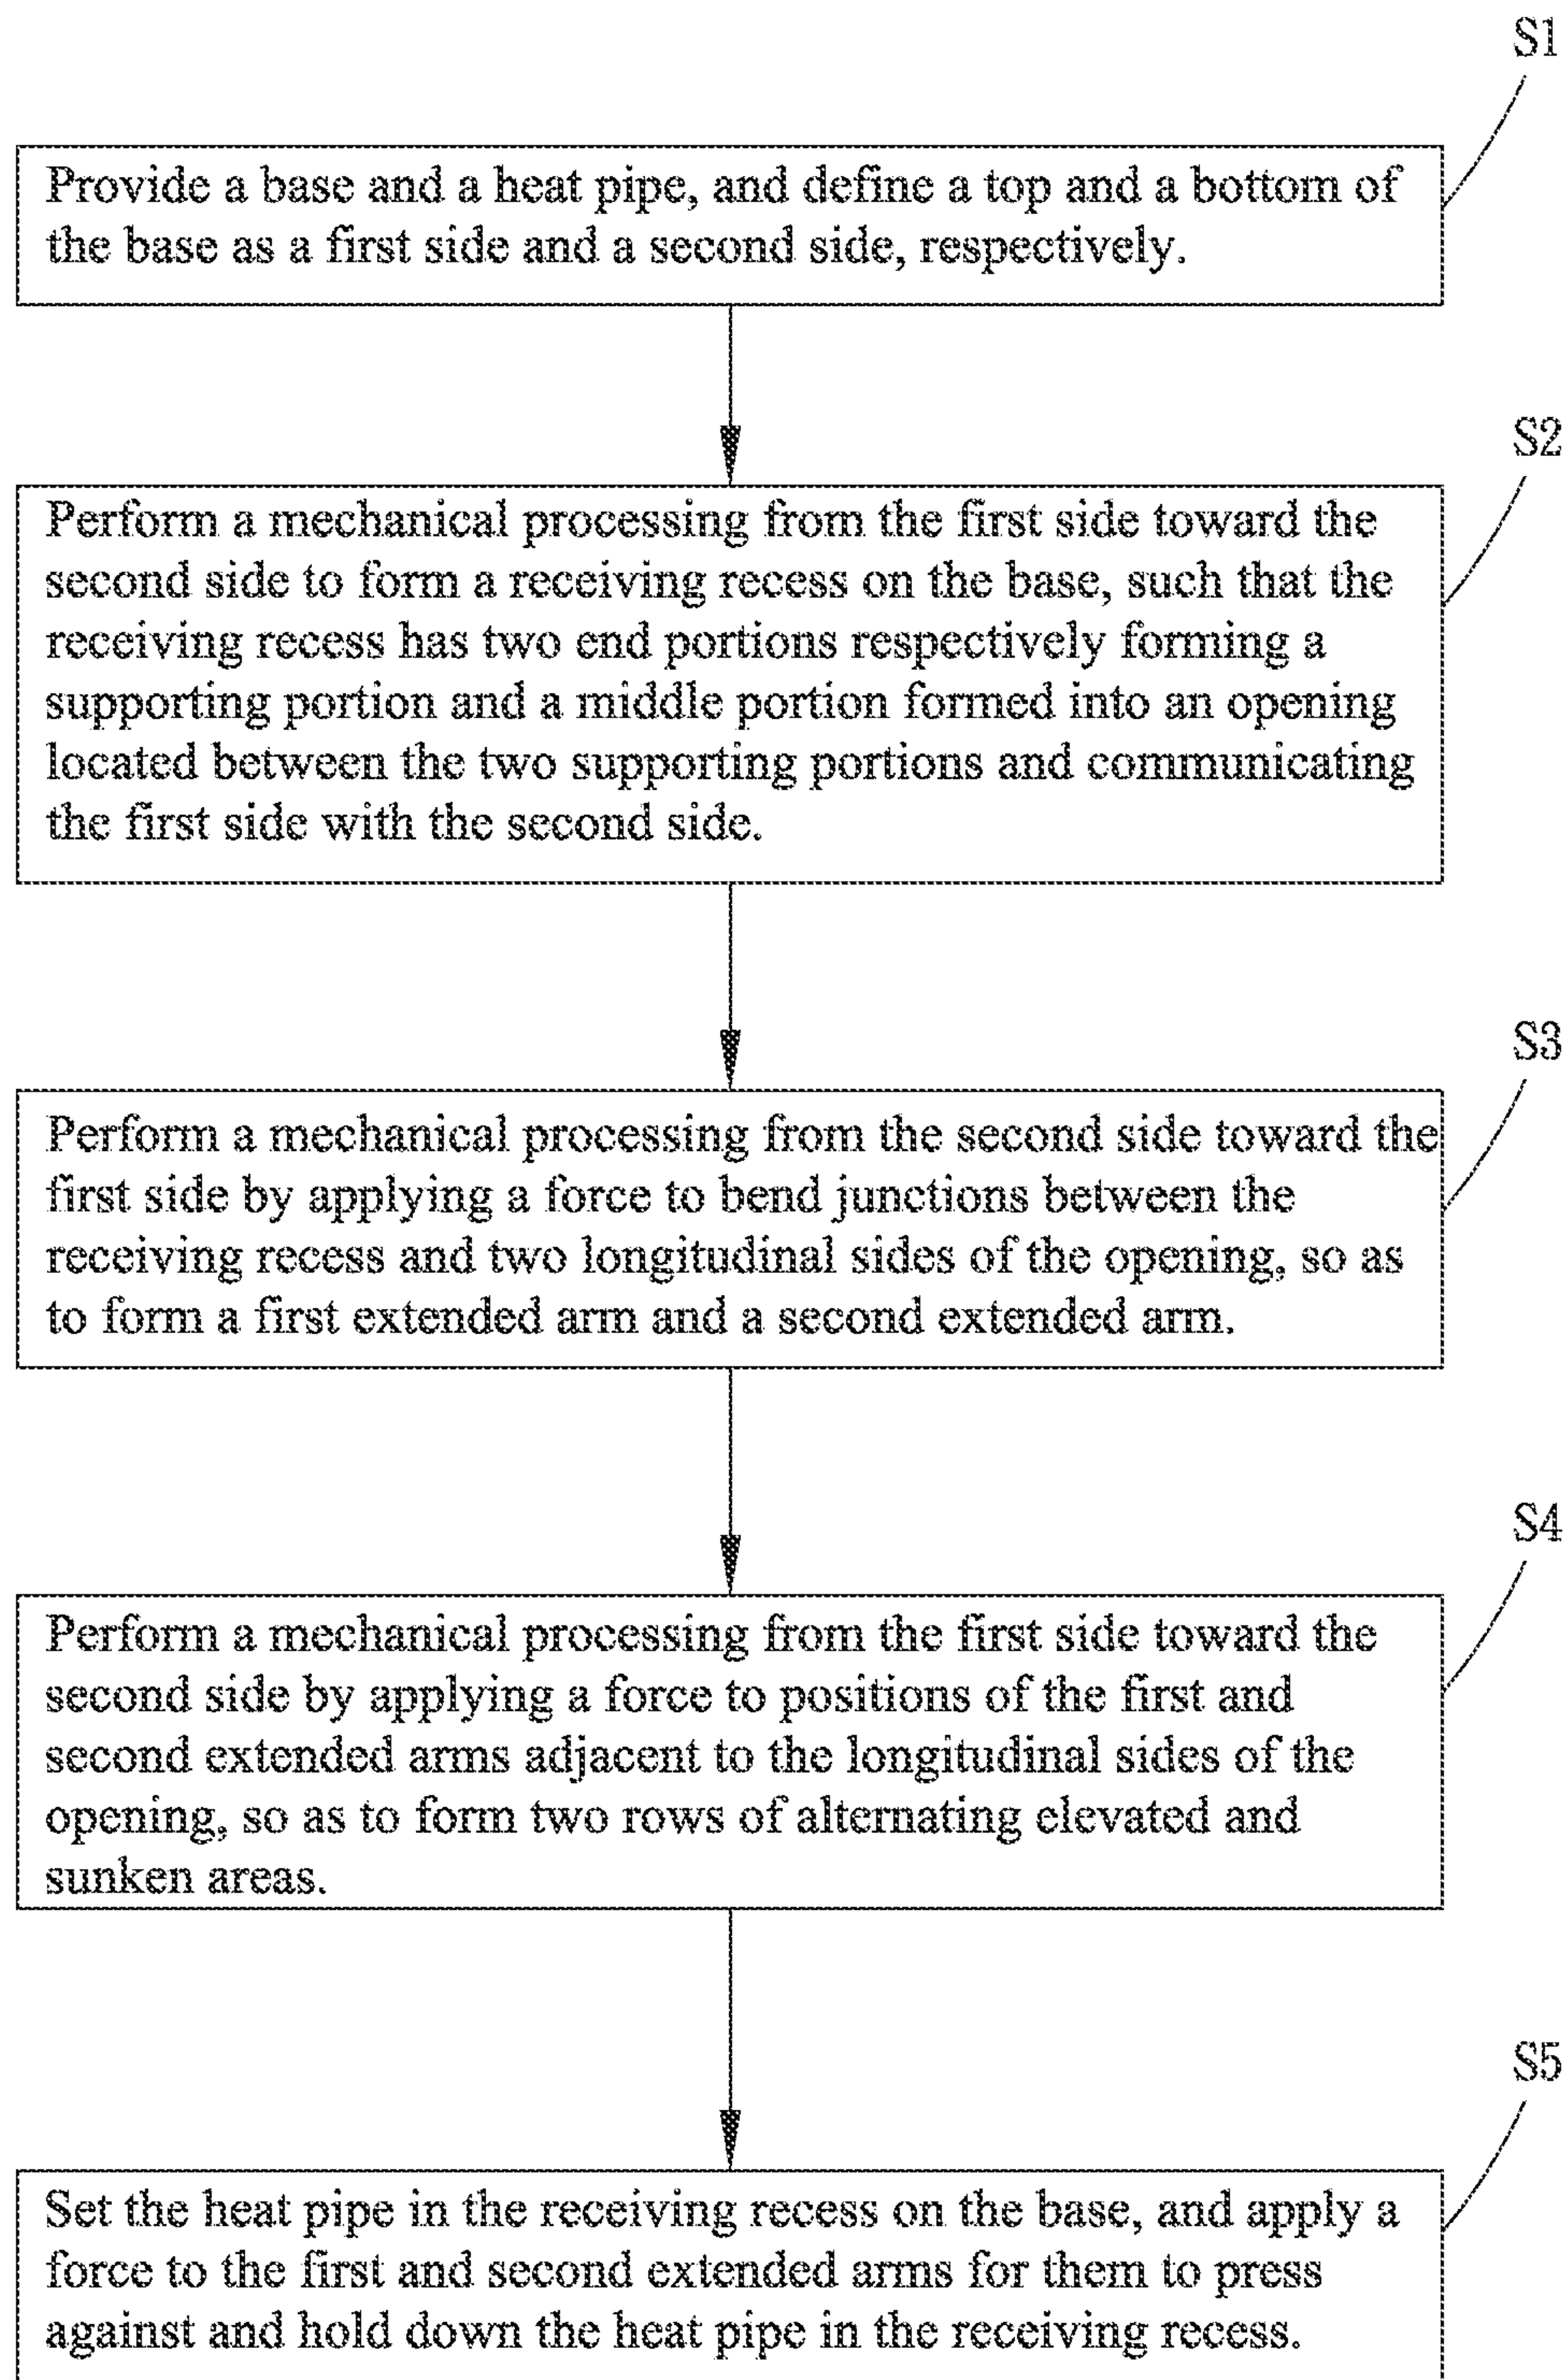 S1
Provide a base and a heat pipe, and define a top and a bottom of
the base as a first side and a second side, respectively.
S2
Perform a mechanical processing from the first side toward the
second side to form a receiving recess on the base, such that the
receiving recess has two end portions respectively forming a
supporting portion and a middle portion formed into an opening
located between the two supporting portions and communicating
the first side with the second side.
S3
Perform a mechanical processing from the second side toward the
first side by applying a force to bend junctions between the
receiving recess and two longitudinal sides of the opening, so as
to form a first extended arm and a second extended arm.
S4
Perform a mechanical processing from the first side toward the
second side by applying a force to positions of the first and
second extended arms adjacent to the longitudinal sides of the
opening, so as to form two rows of alternating elevated and
sunken areas.
S5
Set the heat pipe in the receiving recess on the base, and apply a
force to the first and second extended arms for them to press
against and hold down the heat pipe in the receiving recess.